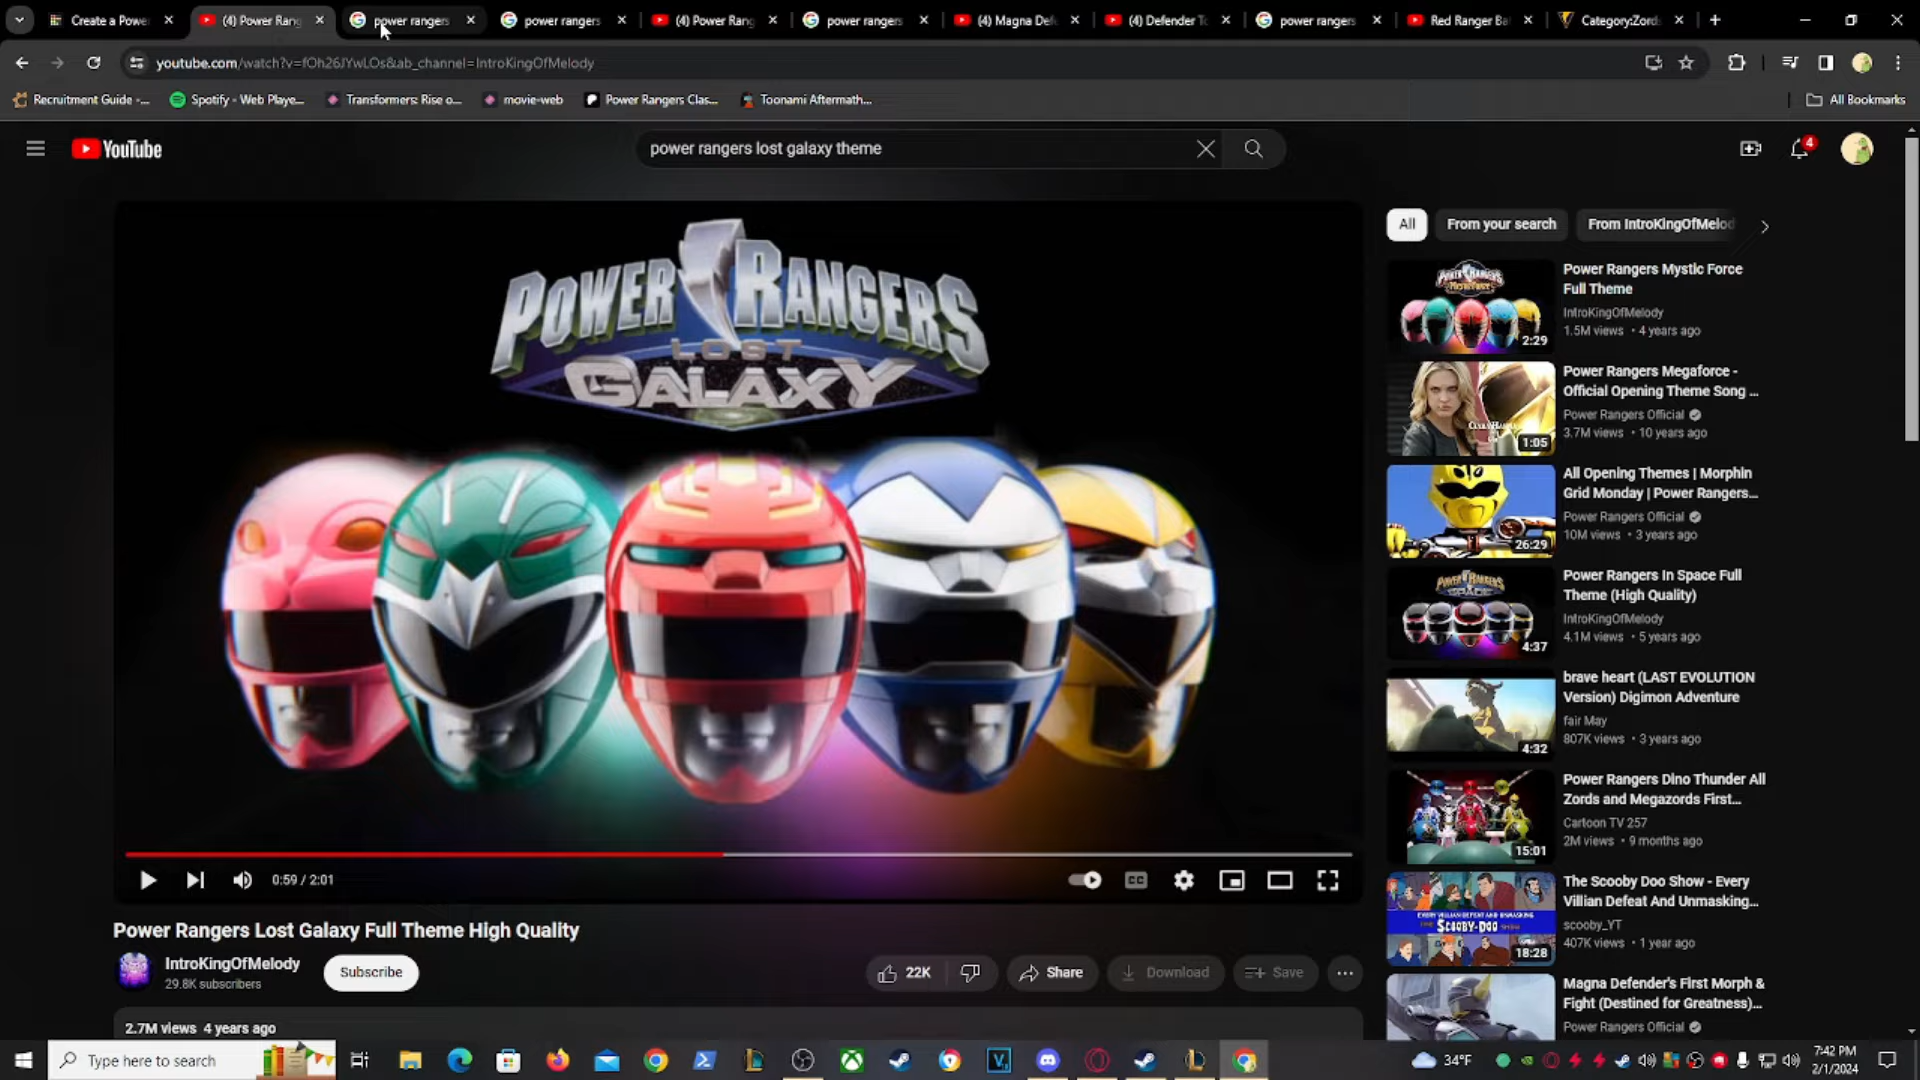 Create a Powe
(4) Power Rang
power rangers
power rangers
(4) Power Rang
power rangers
(4) Magna Def
(4) Defender To
power rangers
Red Ranger Ba
Category:Zords
youtube.com/watch?v=fOh26JYwLOs&ab_channel=IntroKingOfMelody
Recruitment Guide -...
Spotify - Web Playe...
Transformers: Rise o...
movie-web
Power Rangers Clas...
Toonami Aftermath...
All Bookmarks
YouTube
power rangers lost galaxy theme
4
POWER RANGERS
LOST
GALAXY
0:59 / 2:01
CC
Power Rangers Lost Galaxy Full Theme High Quality
IntroKingOfMelody
29.8K subscribers
Subscribe
22K
Share
Download
Save
2.7M views 4 years ago
All
From your search
From IntroKingOfMelod
Power Rangers Mystic Force
Full Theme
IntroKingOfMelody
1.5M views • 4 years ago
2:29
Power Rangers Megaforce -
Official Opening Theme Song ...
Power Rangers Official
3.7M views • 10 years ago
1:05
All Opening Themes | Morphin
Grid Monday | Power Rangers...
Power Rangers Official
10M views • 3 years ago
26:29
Power Rangers In Space Full
Theme (High Quality)
IntroKingOfMelody
4.1M views • 5 years ago
4:37
brave heart (LAST EVOLUTION
Version) Digimon Adventure
fair May
807K views • 3 years ago
4:32
Power Rangers Dino Thunder All
Zords and Megazords First...
Cartoon TV 257
2M views • 9 months ago
15:01
The Scooby Doo Show - Every
Villian Defeat And Unmasking...
scooby_YT
407K views • 1 year ago
EVERY VILLIAN DEFEAT AND UNMASKING
SCOOBY-DOO
18:28
Magna Defender's First Morph &
Fight (Destined for Greatness)...
Power Rangers Official
Type here to search
34°F
7:42 PM
2/1/2024